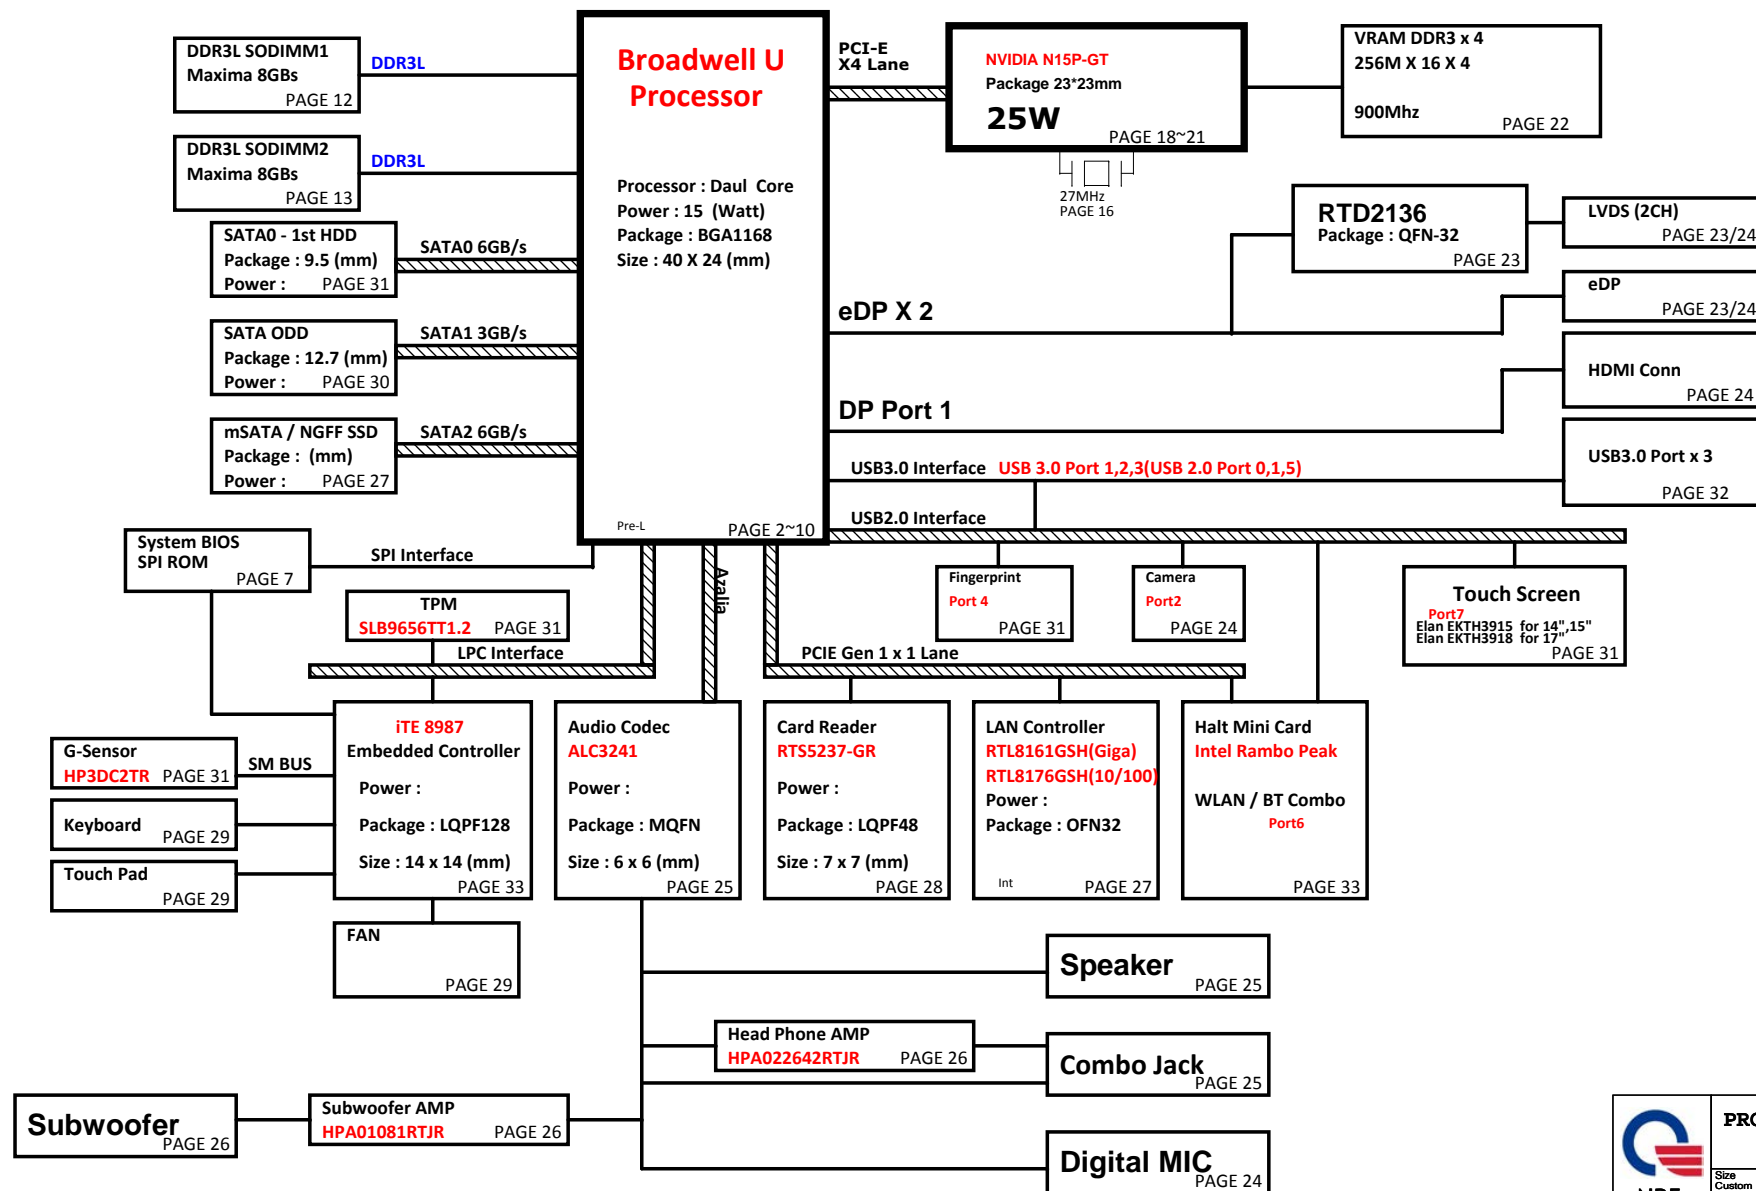 DDR3L SODIMM1
Maxima 8GBs
PAGE 12
DDR3L
DDR3L SODIMM2
Maxima 8GBs
PAGE 13
DDR3L
SATA0 - 1st HDD
Package : 9.5 (mm)
Power : PAGE 31
SATA0 6GB/s
SATA ODD
Package : 12.7 (mm)
Power : PAGE 30
SATA1 3GB/s
mSATA / NGFF SSD
Package : (mm)
Power : PAGE 27
SATA2 6GB/s
Broadwell U
Processor
Processor : Daul Core
Power : 15 (Watt)
Package : BGA1168
Size : 40 X 24 (mm)
Pre-L
PAGE 2~10
PCI-E
X4 Lane
NVIDIA N15P-GT
Package 23*23mm
25W
PAGE 18~21
27MHz
PAGE 16
VRAM DDR3 x 4
256M X 16 X 4
900Mhz
PAGE 22
RTD2136
Package : QFN-32
PAGE 23
LVDS (2CH)
PAGE 23/24
eDP
PAGE 23/24
eDP X 2
HDMI Conn
PAGE 24
DP Port 1
USB3.0 Port x 3
PAGE 32
USB3.0 Interface USB 3.0 Port 1,2,3(USB 2.0 Port 0,1,5)
USB2.0 Interface
System BIOS
SPI ROM
PAGE 7
SPI Interface
TPM
SLB9656TT1.2 PAGE 31
LPC Interface
Azalia
Fingerprint
Port 4
PAGE 31
Camera
Port2
PAGE 24
Touch Screen
Port7
Elan EKTH3915 for 14",15"
Elan EKTH3918 for 17"
PAGE 31
PCIE Gen 1 x 1 Lane
G-Sensor
HP3DC2TR PAGE 31
SM BUS
Keyboard
PAGE 29
Touch Pad
PAGE 29
iTE 8987
Embedded Controller
Power :
Package : LQPF128
Size : 14 x 14 (mm)
PAGE 33
Audio Codec
ALC3241
Power :
Package : MQFN
Size : 6 x 6 (mm)
PAGE 25
Card Reader
RTS5237-GR
Power :
Package : LQPF48
Size : 7 x 7 (mm)
PAGE 28
LAN Controller
RTL8161GSH(Giga)
RTL8176GSH(10/100)
Power :
Package : OFN32
Int
PAGE 27
Halt Mini Card
Intel Rambo Peak
WLAN / BT Combo
Port6
PAGE 33
FAN
PAGE 29
Speaker
PAGE 25
Head Phone AMP
HPA022642RTJR PAGE 26
Combo Jack
PAGE 25
Subwoofer
PAGE 26
Subwoofer AMP
HPA01081RTJR PAGE 26
Digital MIC
PAGE 24
Size
Custom